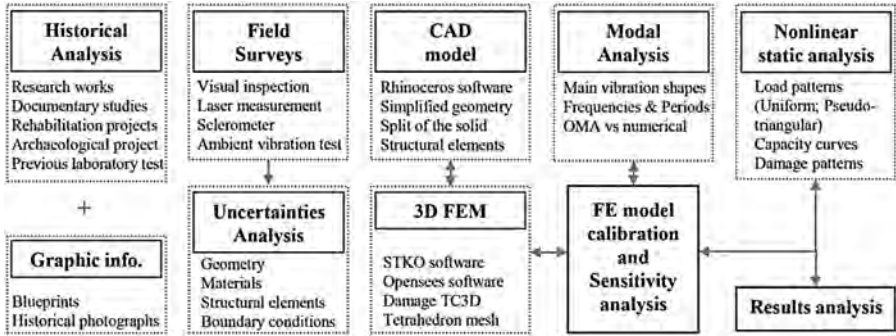 Historical
Analysis
Research works
Documentary studies
Rehabilitation projects
Archaeological project
Previous laboratory test
+
Graphic info.
Blueprints
Historical photographs
Field
Surveys
Visual inspection
Laser measurement
Sclerometer
Ambient vibration test
Uncertainties
Analysis
Geometry
Materials
Structural elements
Boundary conditions
CAD
model
Rhinoceros software
Simplified geometry
Split of the solid
Structural elements
3D FEM
STKO software
Opensees software
Damage TC3D
Tetrahedron mesh
Modal
Analysis
Main vibration shapes
Frequencies & Periods
OMA vs numerical
FE model
calibration
and
Sensitivity
analysis
Nonlinear
static analysis
Load patterns
(Uniform; Pseudo-
triangular)
Capacity curves
Damage patterns
Results analysis